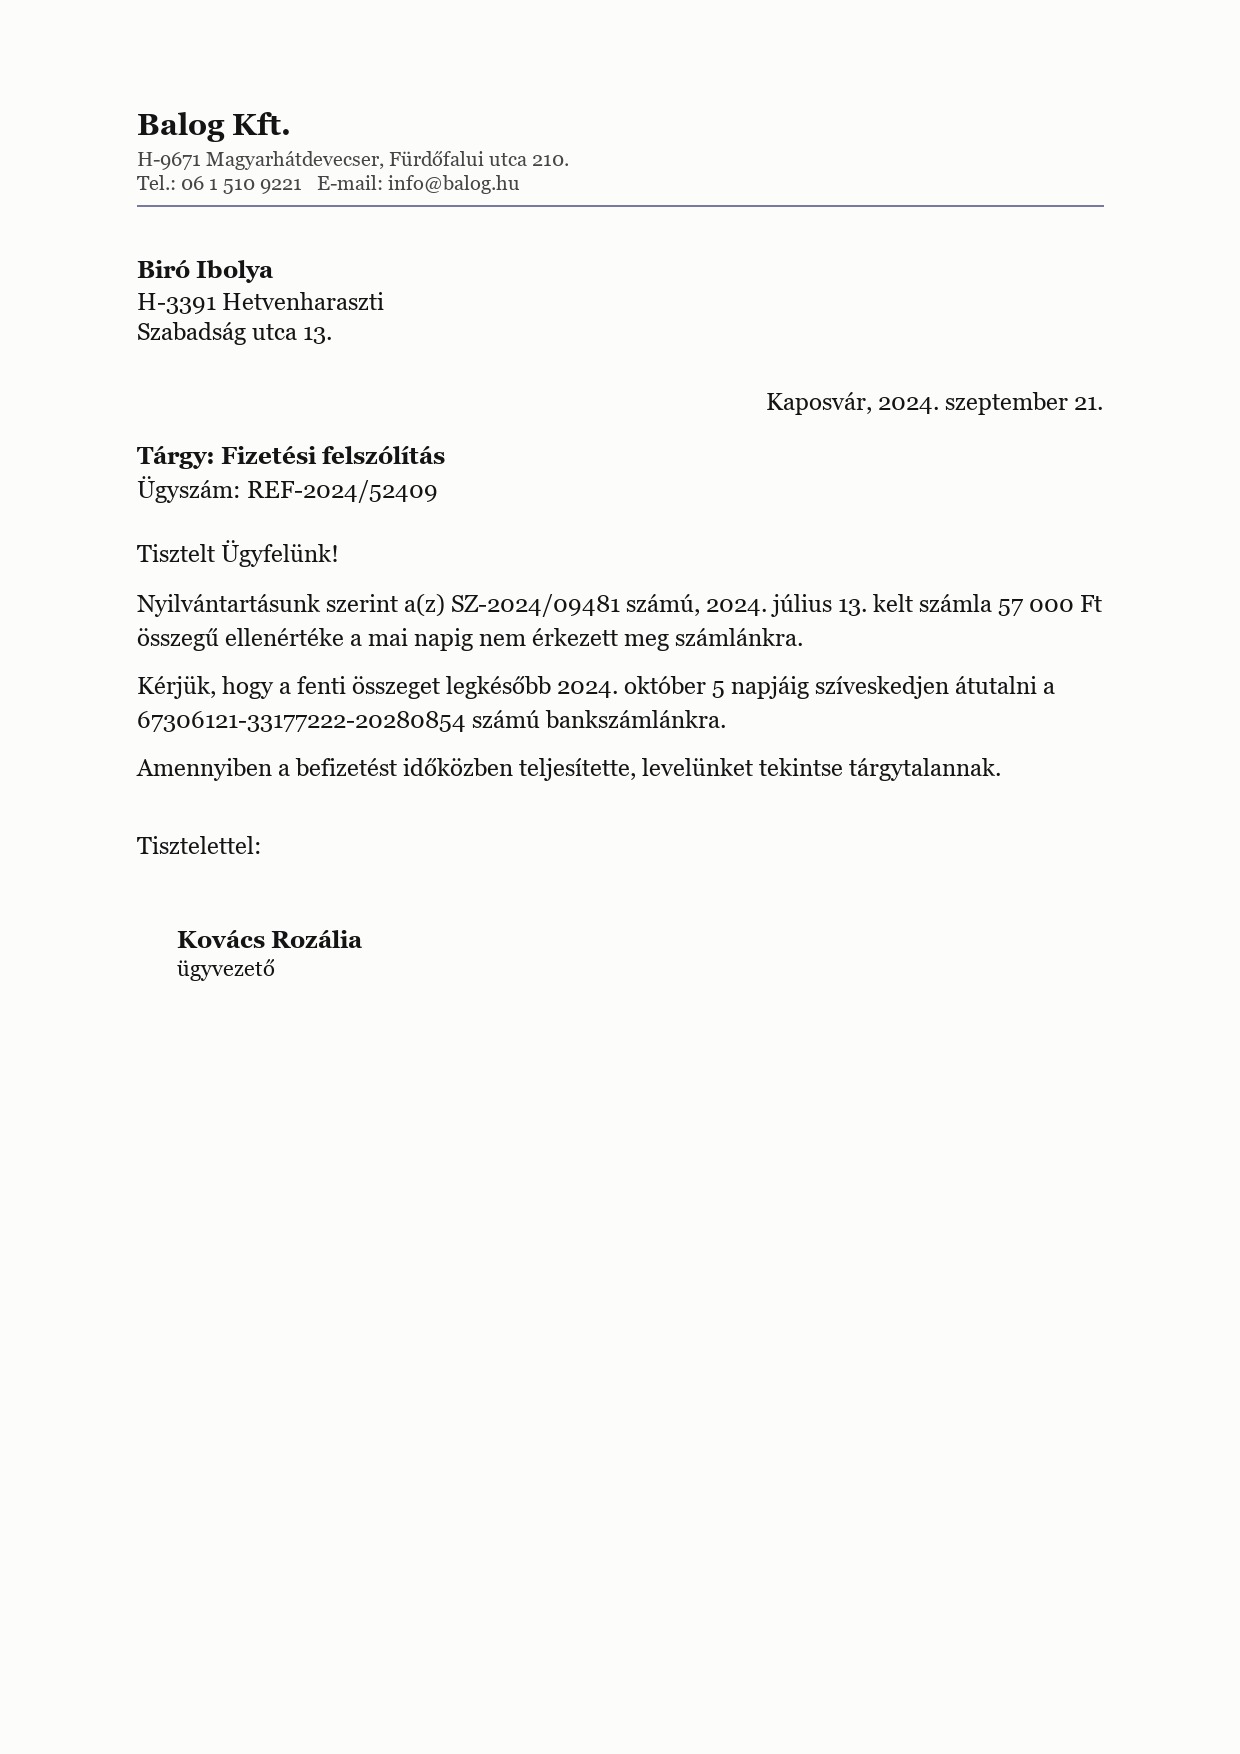 Balog Kft.
H-9671 Magyarhátdevecser, Fürdőfalui utca 210.
Tel.: 06 1 510 9221   E-mail: info@balog.hu
Biró Ibolya
H-3391 Hetvenharaszti
Szabadság utca 13.
Kaposvár, 2024. szeptember 21.
Tárgy: Fizetési felszólítás
Ügyszám: REF-2024/52409
Tisztelt Ügyfelünk!
Nyilvántartásunk szerint a(z) SZ-2024/09481 számú, 2024. július 13. kelt számla 57 000 Ft
összegű ellenértéke a mai napig nem érkezett meg számlánkra.
Kérjük, hogy a fenti összeget legkésőbb 2024. október 5 napjáig szíveskedjen átutalni a
67306121-33177222-20280854 számú bankszámlánkra.
Amennyiben a befizetést időközben teljesítette, levelünket tekintse tárgytalannak.
Tisztelettel:
Kovács Rozália
ügyvezető